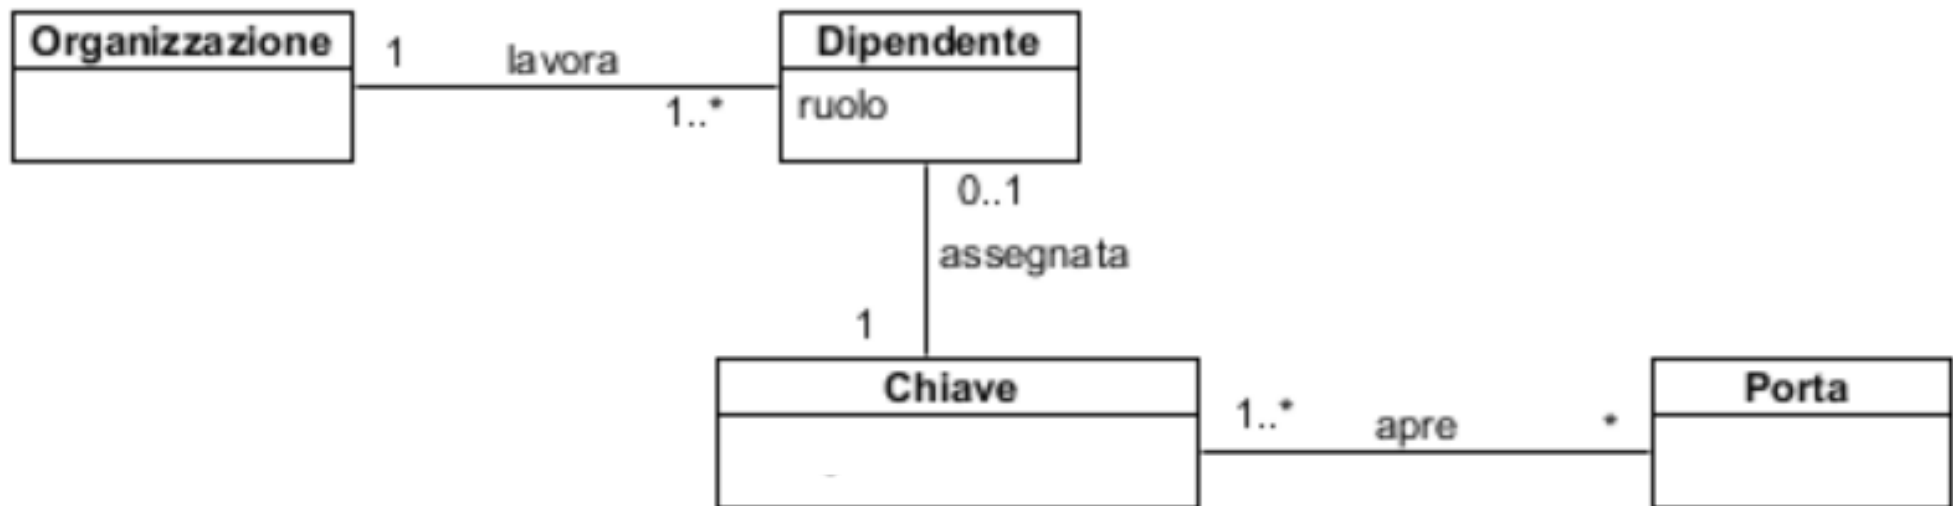 Organizzazione
1
lavora
1..*
Dipendente
ruolo
0..1
assegnata
1
Chiave
1..*
apre
*
Porta